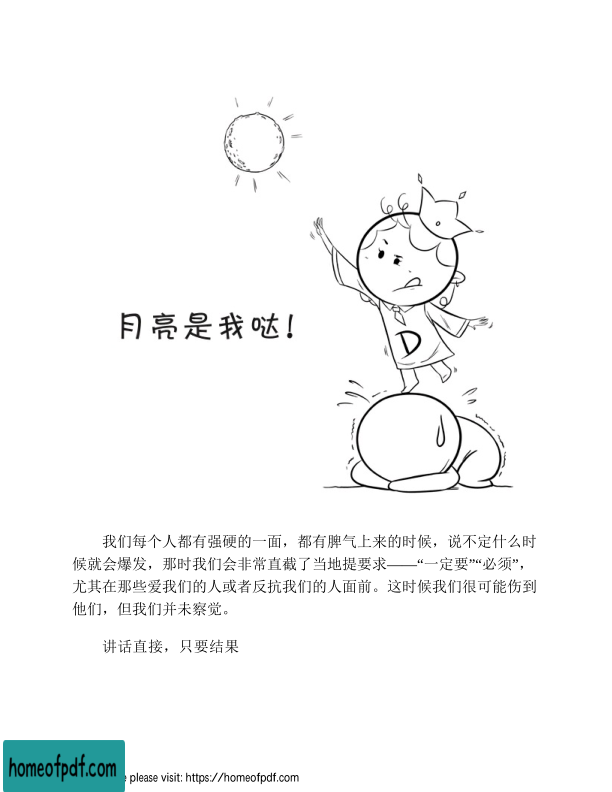 月亮是我哒!
D
我们每个人都有强硬的一面，都有脾气上来的时候，说不定什么时
候就会爆发，那时我们会非常直截了当地提要求——“一定要”“必须”，
尤其在那些爱我们的人或者反抗我们的人面前。这时候我们很可能伤到
他们，但我们并未察觉。
讲话直接，只要结果
homeofpdf.com
e please visit: https://homeofpdf.com